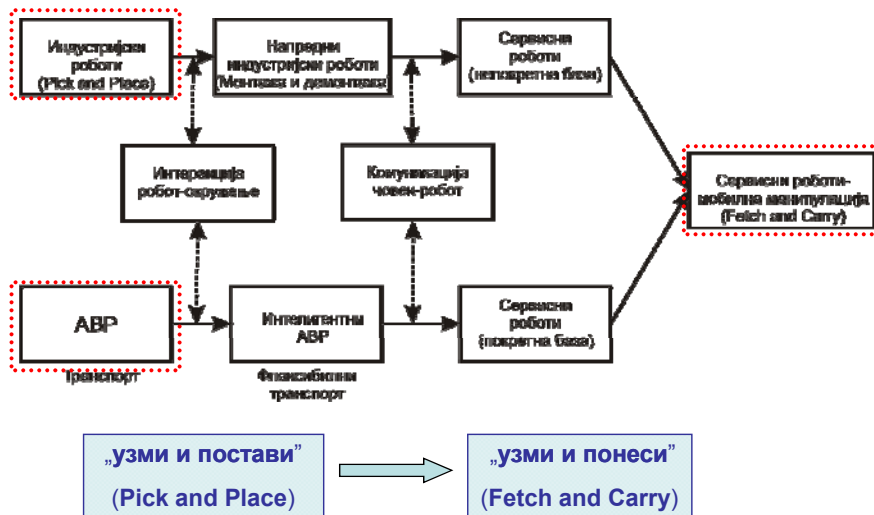 Индустријски
роботи
(Pick and Place)
Напредни
индустријски роботи
(Монтажа и демонтажа)
Сервисни
роботи
(непокретна база)
Интеракција
робот-окружење
Комуникација
човек-робот
Сервисни роботи-
мобилна манипулација
(Fetch and Carry)
АВР
Транспорт
Интелигентни
АВР
Флексибилни
транспорт
Сервисни
роботи
(покретна база)
„узми и постави”
(Pick and Place)
„узми и понеси”
(Fetch and Carry)